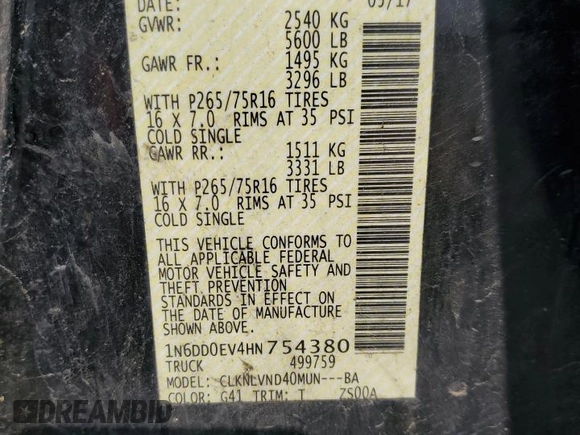 DATE: 05/17
GVWR: 2540 KG
5600 LB
GAWR FR.: 1495 KG
3296 LB
WITH P265/75R16 TIRES
16 X 7.0 RIMS AT 35 PSI
COLD SINGLE
GAWR RR.: 1511 KG
3331 LB
WITH P265/75R16 TIRES
16 X 7.0 RIMS AT 35 PSI
COLD SINGLE
THIS VEHICLE CONFORMS TO
ALL APPLICABLE FEDERAL
MOTOR VEHICLE SAFETY AND
THEFT PREVENTION
STANDARDS IN EFFECT ON
THE DATE OF MANUFACTURE
SHOWN ABOVE.
1N6DD0EV4HN754380
TRUCK 499759
MODEL: CLKNLVND40MUN---BA
COLOR: G41 TRIM: T ZS00A
RIDESAFELY